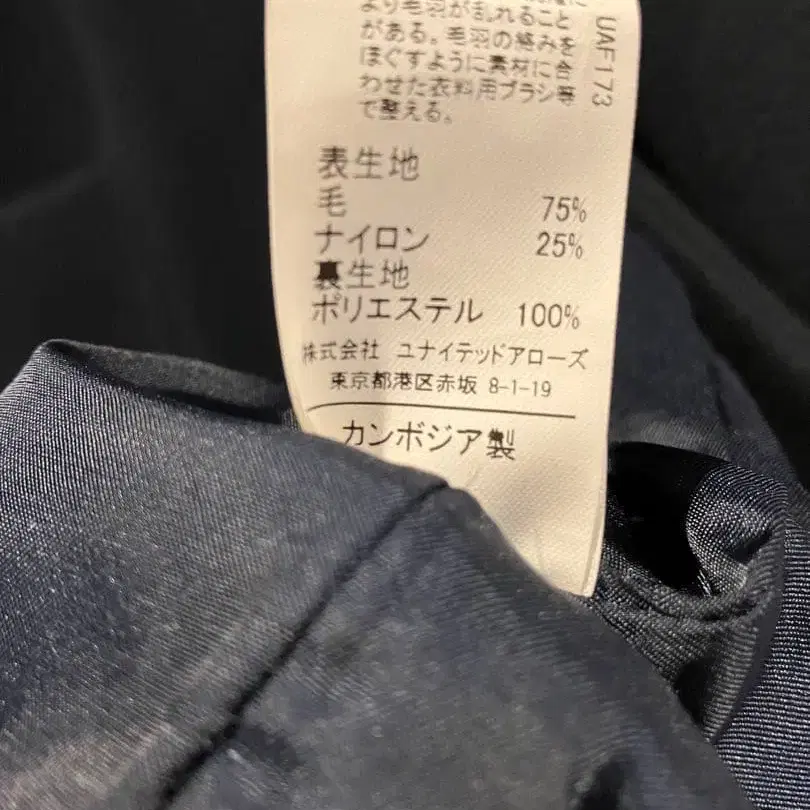 より毛羽が乱れること
がある。毛羽の絡みを
ほぐすように素材に合
わせた衣料用ブラシ等
で整える。
UAF173
表生地
毛 75%
ナイロン 25%
裏生地
ポリエステル 100%
株式会社 ユナイテッドアローズ
東京都港区赤坂 8-1-19
カンボジア製